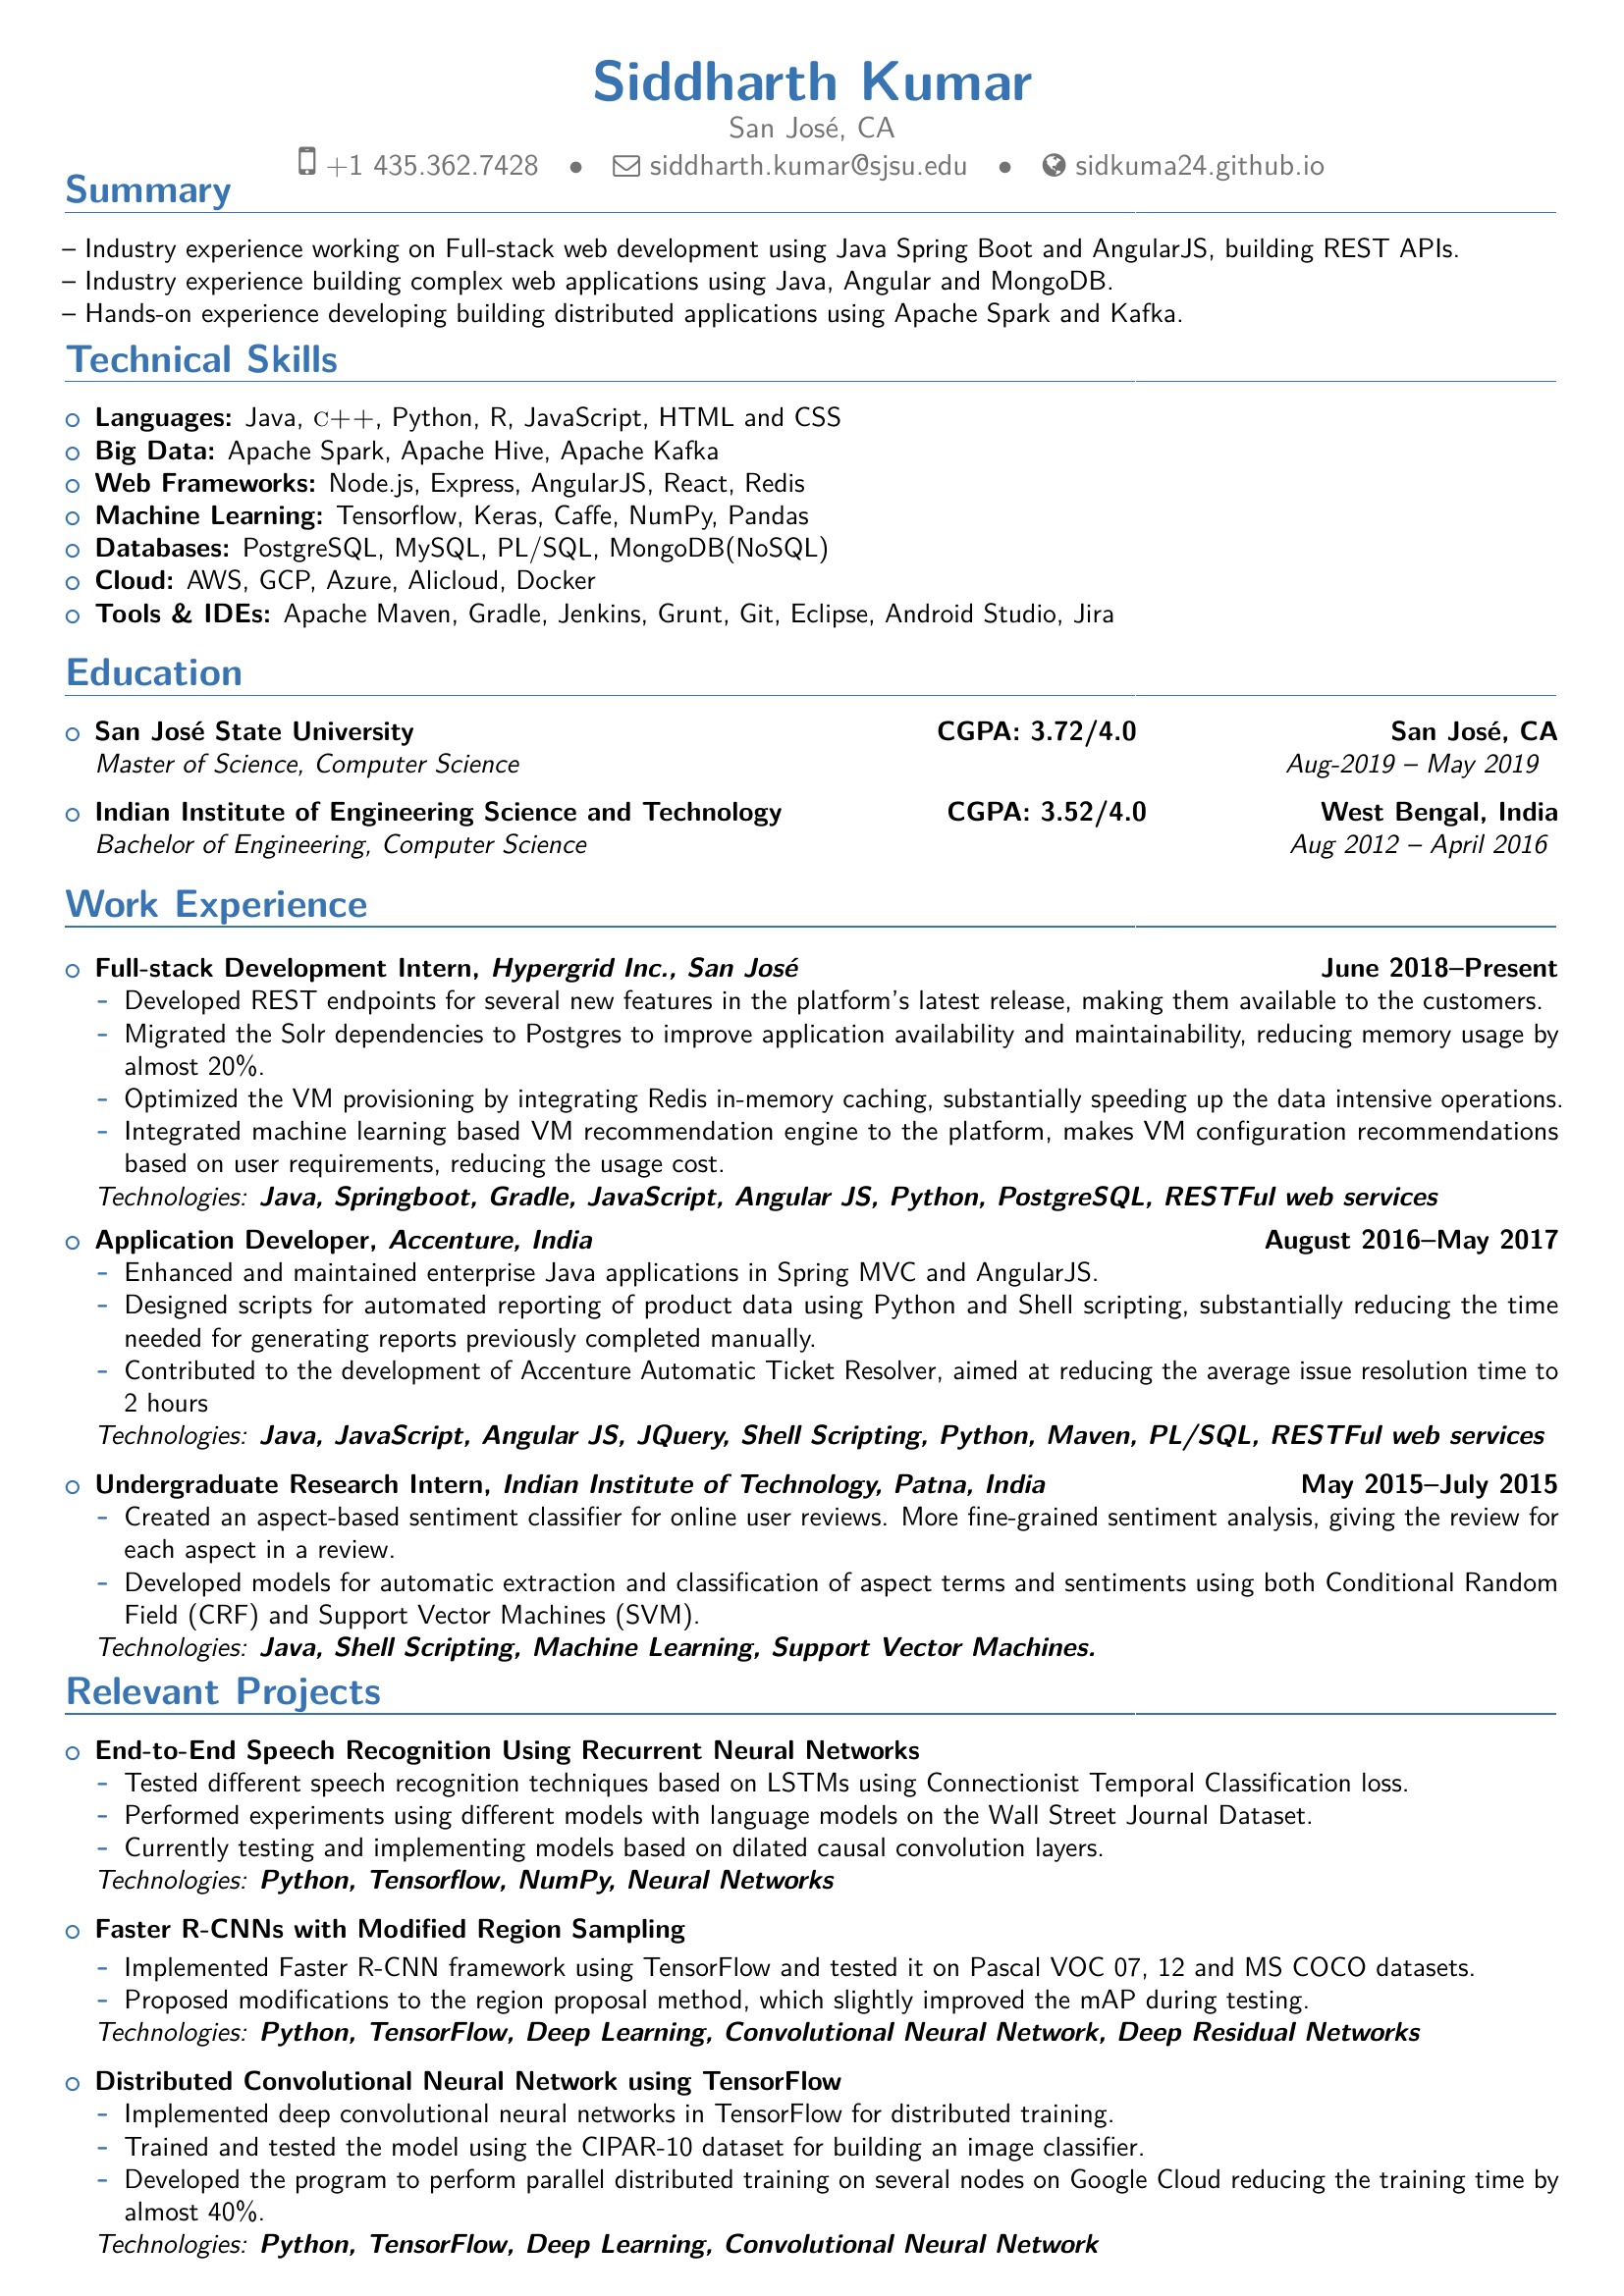 Siddharth Kumar
San José, CA
+1 435.362.7428 • siddharth.kumar@sjsu.edu • sidkuma24.github.io
Summary
– Industry experience working on Full-stack web development using Java Spring Boot and AngularJS, building REST APIs.
– Industry experience building complex web applications using Java, Angular and MongoDB.
– Hands-on experience developing building distributed applications using Apache Spark and Kafka.
Technical Skills
Languages: Java, C++, Python, R, JavaScript, HTML and CSS
Big Data: Apache Spark, Apache Hive, Apache Kafka
Web Frameworks: Node.js, Express, AngularJS, React, Redis
Machine Learning: Tensorflow, Keras, Caffe, NumPy, Pandas
Databases: PostgreSQL, MySQL, PL/SQL, MongoDB(NoSQL)
Cloud: AWS, GCP, Azure, Alicloud, Docker
Tools & IDEs: Apache Maven, Gradle, Jenkins, Grunt, Git, Eclipse, Android Studio, Jira
Education
San José State University CGPA: 3.72/4.0 San José, CA
Master of Science, Computer Science Aug-2019 – May 2019
Indian Institute of Engineering Science and Technology CGPA: 3.52/4.0 West Bengal, India
Bachelor of Engineering, Computer Science Aug 2012 – April 2016
Work Experience
Full-stack Development Intern, Hypergrid Inc., San José June 2018–Present
- Developed REST endpoints for several new features in the platform's latest release, making them available to the customers.
- Migrated the Solr dependencies to Postgres to improve application availability and maintainability, reducing memory usage by
almost 20%.
- Optimized the VM provisioning by integrating Redis in-memory caching, substantially speeding up the data intensive operations.
- Integrated machine learning based VM recommendation engine to the platform, makes VM configuration recommendations
based on user requirements, reducing the usage cost.
Technologies: Java, Springboot, Gradle, JavaScript, Angular JS, Python, PostgreSQL, RESTFul web services
Application Developer, Accenture, India August 2016–May 2017
- Enhanced and maintained enterprise Java applications in Spring MVC and AngularJS.
- Designed scripts for automated reporting of product data using Python and Shell scripting, substantially reducing the time
needed for generating reports previously completed manually.
- Contributed to the development of Accenture Automatic Ticket Resolver, aimed at reducing the average issue resolution time to
2 hours
Technologies: Java, JavaScript, Angular JS, JQuery, Shell Scripting, Python, Maven, PL/SQL, RESTFul web services
Undergraduate Research Intern, Indian Institute of Technology, Patna, India May 2015–July 2015
- Created an aspect-based sentiment classifier for online user reviews. More fine-grained sentiment analysis, giving the review for
each aspect in a review.
- Developed models for automatic extraction and classification of aspect terms and sentiments using both Conditional Random
Field (CRF) and Support Vector Machines (SVM).
Technologies: Java, Shell Scripting, Machine Learning, Support Vector Machines.
Relevant Projects
End-to-End Speech Recognition Using Recurrent Neural Networks
- Tested different speech recognition techniques based on LSTMs using Connectionist Temporal Classification loss.
- Performed experiments using different models with language models on the Wall Street Journal Dataset.
- Currently testing and implementing models based on dilated causal convolution layers.
Technologies: Python, Tensorflow, NumPy, Neural Networks
Faster R-CNNs with Modified Region Sampling
- Implemented Faster R-CNN framework using TensorFlow and tested it on Pascal VOC 07, 12 and MS COCO datasets.
- Proposed modifications to the region proposal method, which slightly improved the mAP during testing.
Technologies: Python, TensorFlow, Deep Learning, Convolutional Neural Network, Deep Residual Networks
Distributed Convolutional Neural Network using TensorFlow
- Implemented deep convolutional neural networks in TensorFlow for distributed training.
- Trained and tested the model using the CIPAR-10 dataset for building an image classifier.
- Developed the program to perform parallel distributed training on several nodes on Google Cloud reducing the training time by
almost 40%.
Technologies: Python, TensorFlow, Deep Learning, Convolutional Neural Network